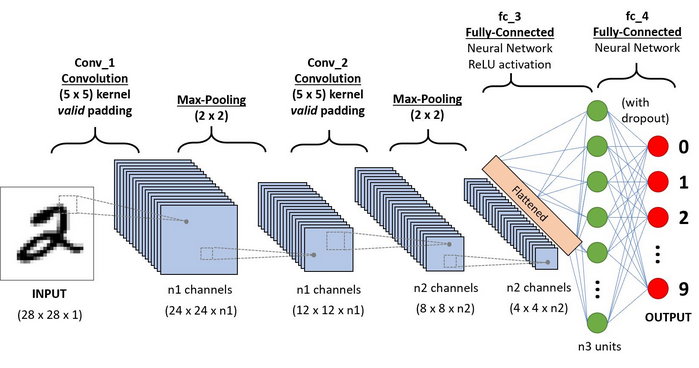 Conv_1
Convolution
(5 x 5) kernel
valid padding
Max-Pooling
(2 x 2)
Conv_2
Convolution
(5 x 5) kernel
valid padding
Max-Pooling
(2 x 2)
fc_3
Fully-Connected
Neural Network
ReLU activation
fc_4
Fully-Connected
Neural Network
(with
dropout)
2
Flattened
0
1
2
9
INPUT
(28 x 28 x 1)
n1 channels
(24 x 24 x n1)
n1 channels
(12 x 12 x n1)
n2 channels
(8 x 8 x n2)
n2 channels
(4 x 4 x n2)
n3 units
OUTPUT